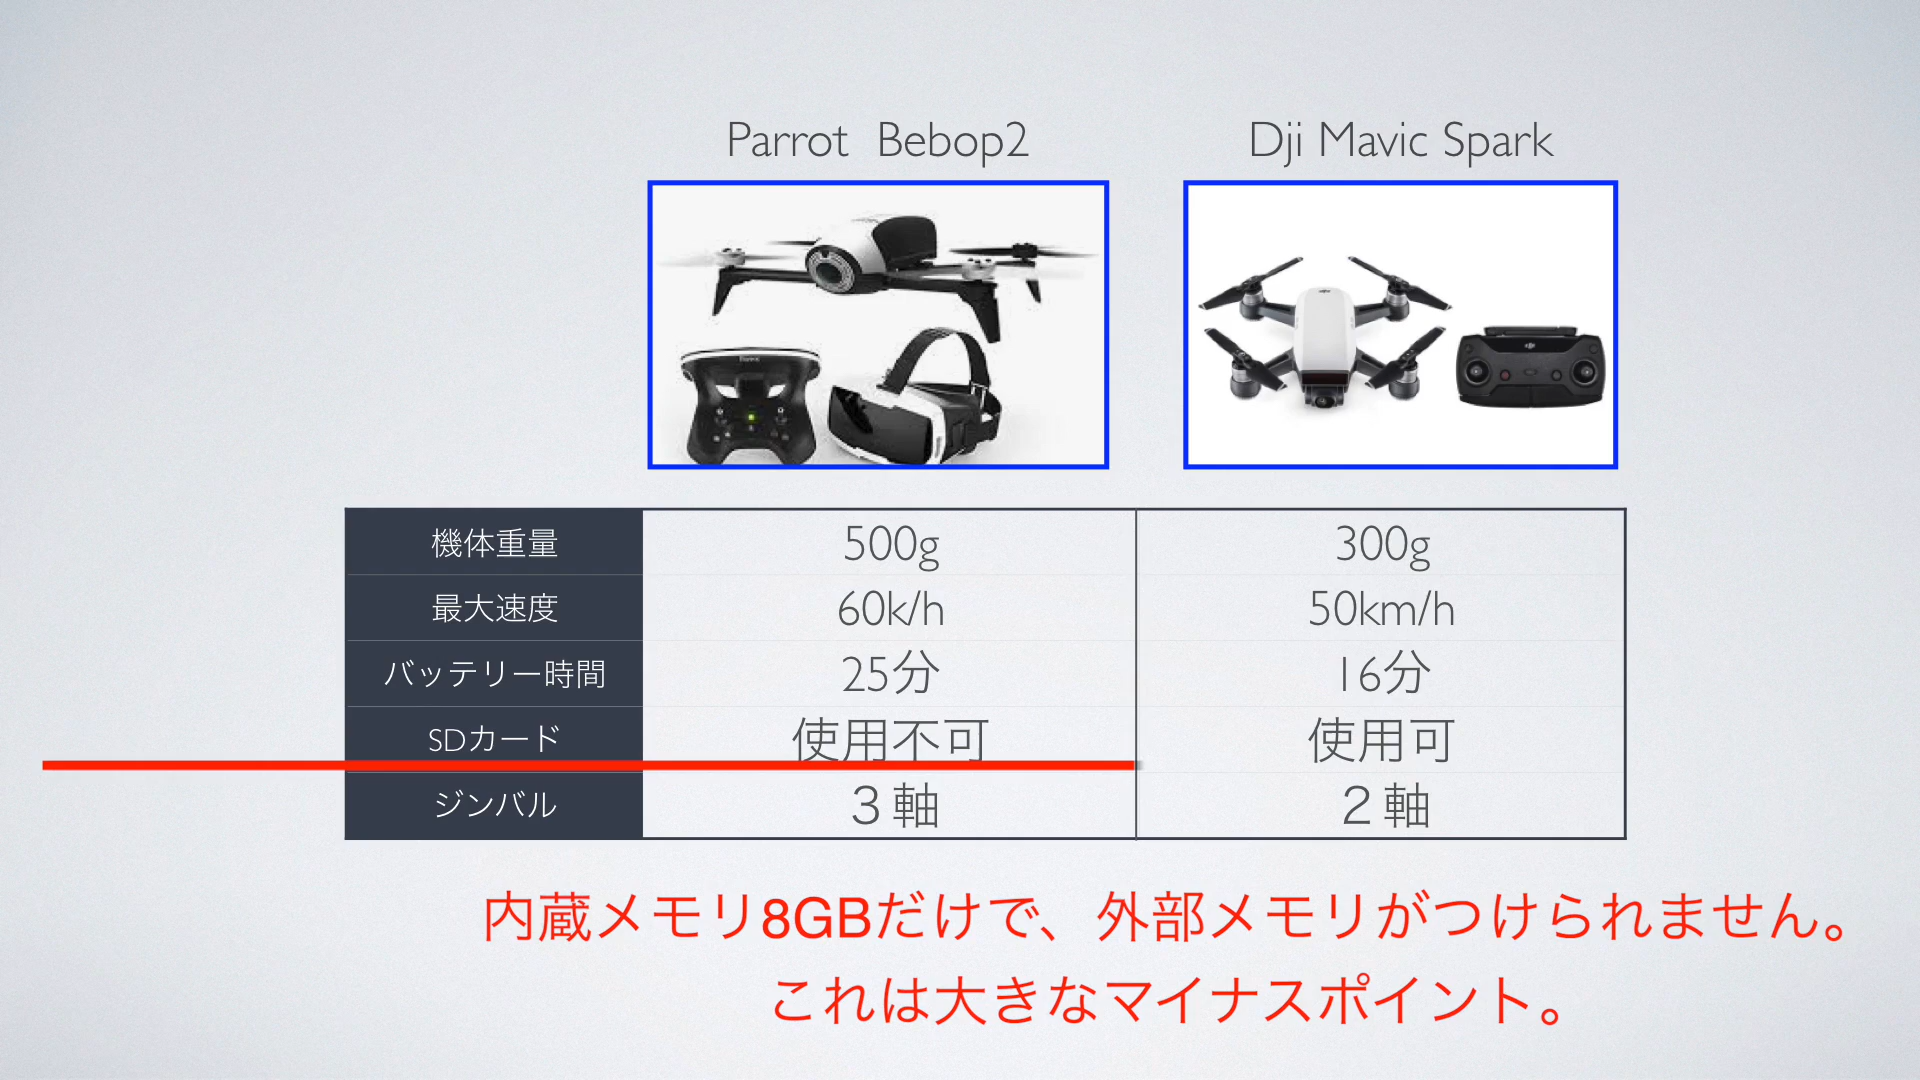 Parrot Bebop2
Dji Mavic Spark
機体重量 500g 300g
最大速度 60k/h 50km/h
バッテリー時間 25分 16分
SDカード 使用不可 使用可
ジンバル ３軸 ２軸
内蔵メモリ8GBだけで、外部メモリがつけられません。
これは大きなマイナスポイント。